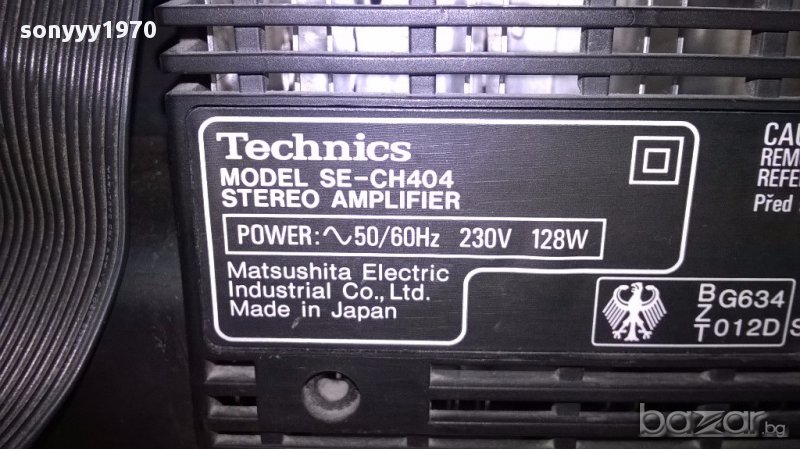 sonyyy1970
Technics
MODEL SE-CH404
STEREO AMPLIFIER
POWER: ∿50/60Hz 230V 128W
Matsushita Electric
Industrial Co., Ltd.
Made in Japan
CAU
REM
REFE
Před
BZT G634
012D S
bazar.bg